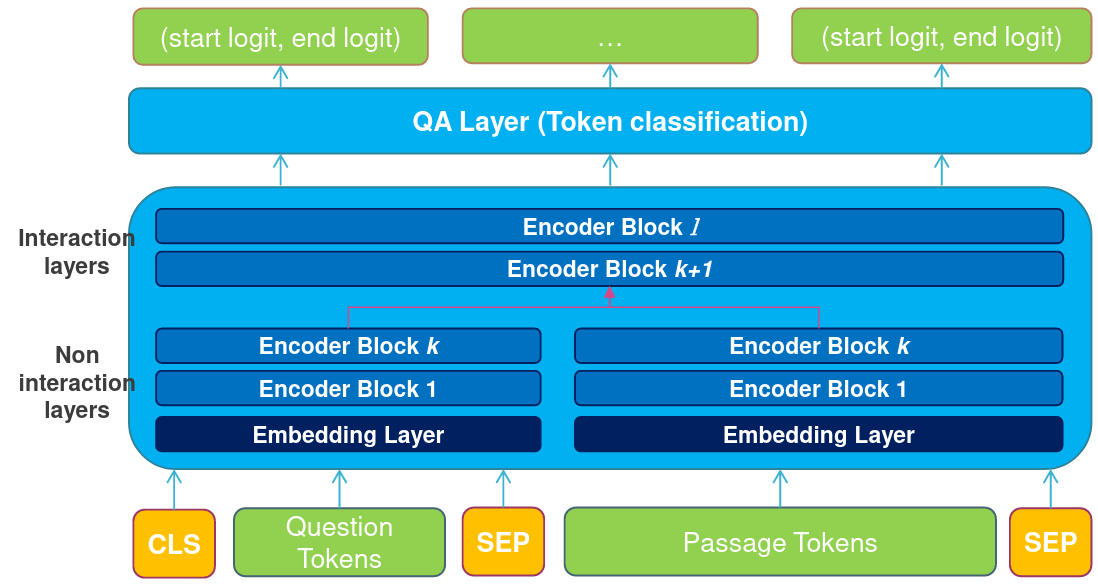 (start logit, end logit)
...
(start logit, end logit)
QA Layer (Token classification)
Interaction
layers
Encoder Block l
Encoder Block k+1
Non
interaction
layers
Encoder Block k
Encoder Block k
Encoder Block 1
Encoder Block 1
Embedding Layer
Embedding Layer
CLS
Question
Tokens
SEP
Passage Tokens
SEP